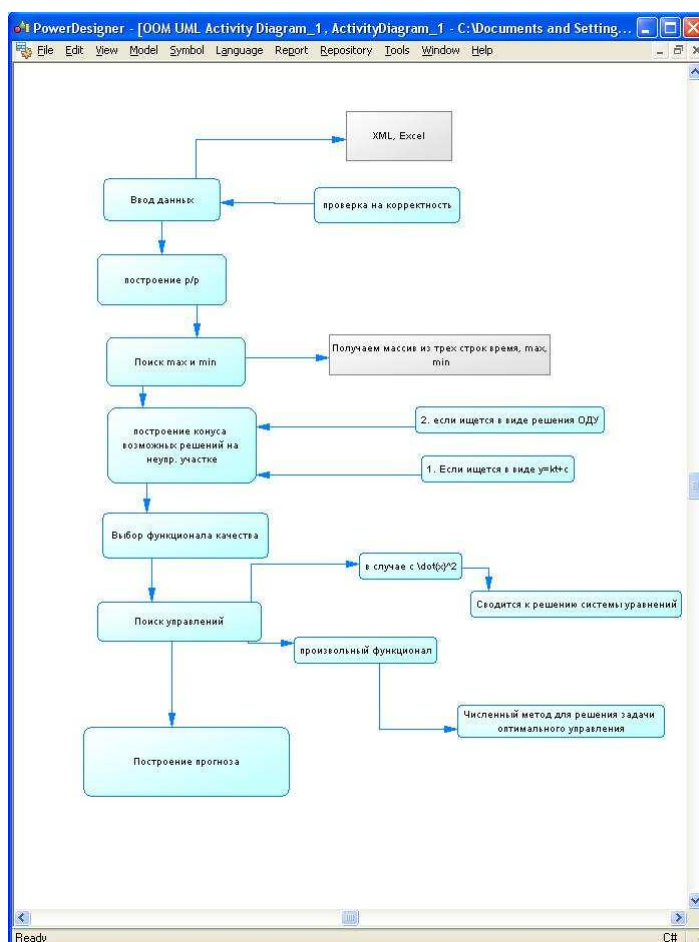 PowerDesigner - [OOM UML Activity Diagram_1, ActivityDiagram_1 - C:\Documents and Setting...
File Edit View Model Symbol Language Report Repository Tools Window Help
XML, Excel
Ввод данных
проверка на корректность
построение р/р
Поиск max и min
Получаем массив из трех строк время, max,
min
построение конуса
возможных решений на
неупр. участке
2. если ищется в виде решения ОДУ
1. Если ищется в виде y=kt+c
Выбор функционала качества
в случае с \dot(x)^2
Сводится к решению системы уравнений
Поиск управлений
произвольный функционал
Численный метод для решения задачи
оптимального управления
Построение прогноза
Ready
C#